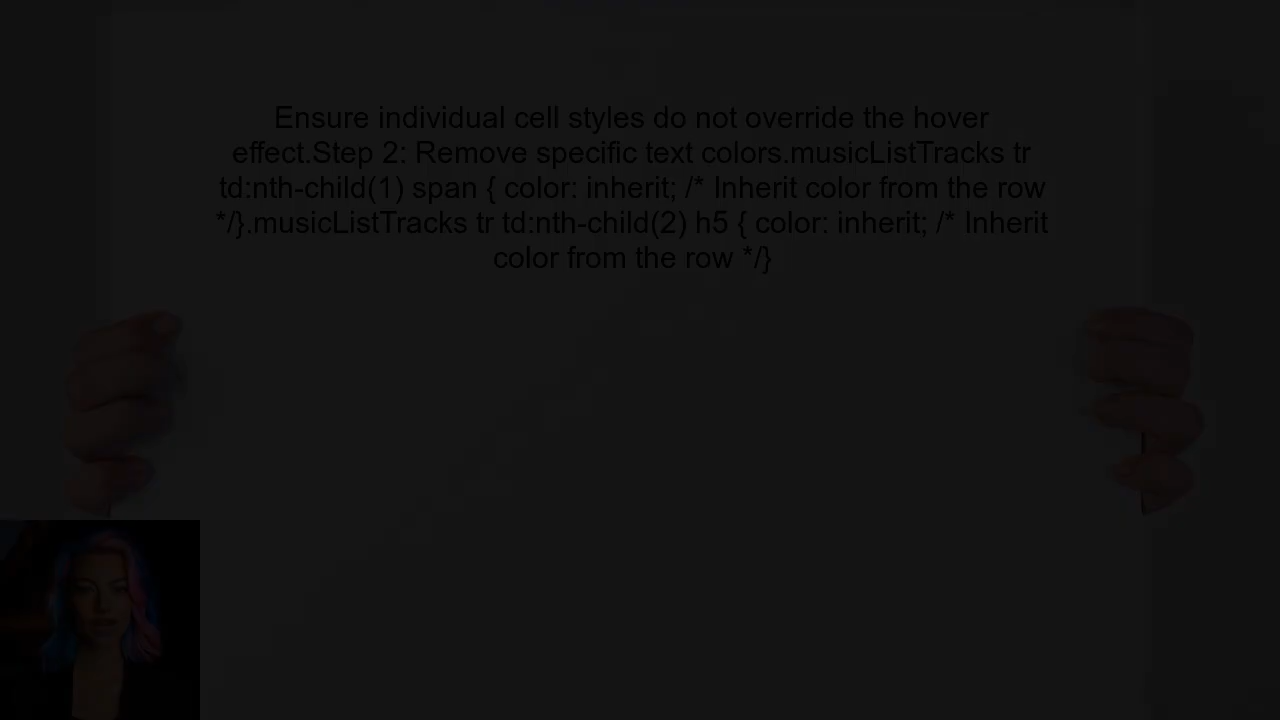 Ensure individual cell styles do not override the hover
effect.Step 2: Remove specific text colors.musicListTracks tr
td:nth-child(1) span { color: inherit; /* Inherit color from the row
*/}.musicListTracks tr td:nth-child(2) h5 { color: inherit; /* Inherit
color from the row */}